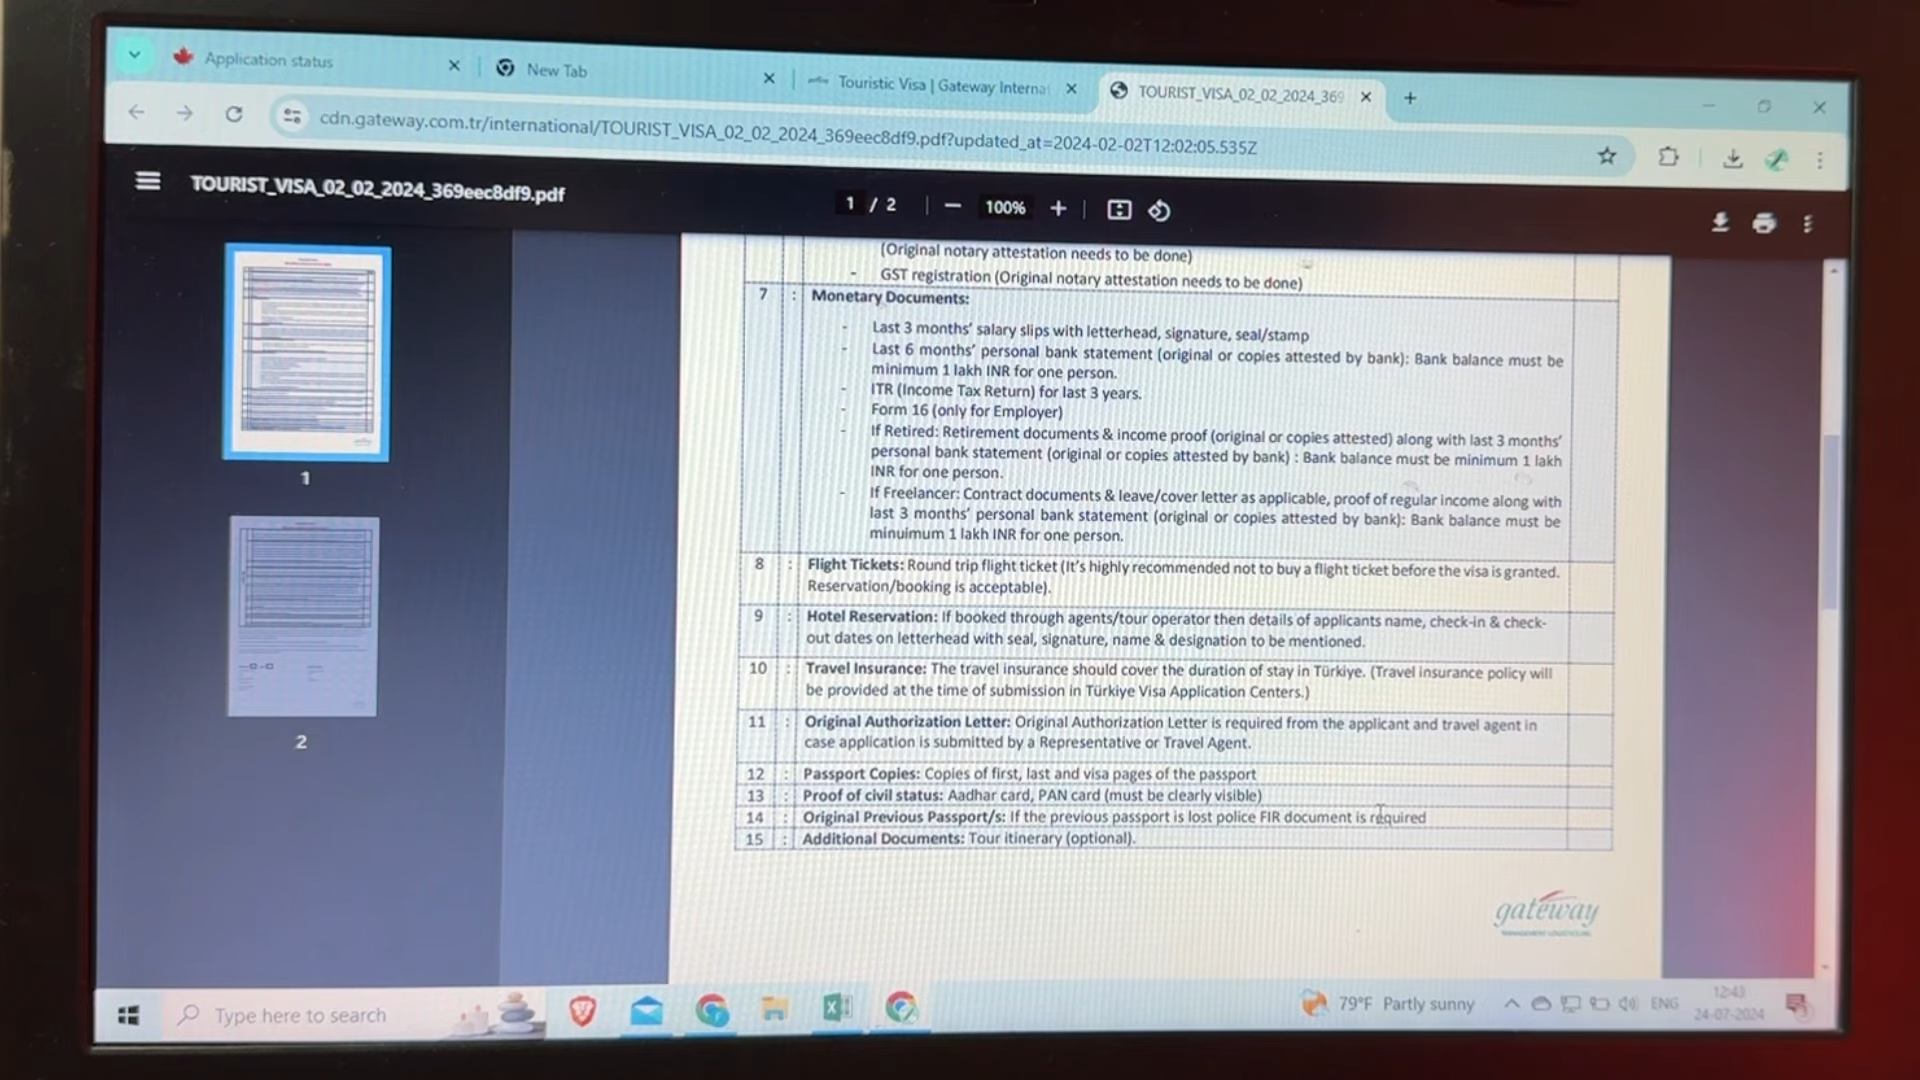 Application status
New Tab
Touristic Visa | Gateway Interna
TOURIST_VISA_02_02_2024_369
cdn.gateway.com.tr/international/TOURIST_VISA_02_02_2024_369eec8df9.pdf?updated_at=2024-02-02T12:02:05.535Z
TOURIST_VISA_02_02_2024_369eec8df9.pdf
1 / 2
100%
(Original notary attestation needs to be done)
- GST registration (Original notary attestation needs to be done)
7 : Monetary Documents:
- Last 3 months' salary slips with letterhead, signature, seal/stamp
- Last 6 months' personal bank statement (original or copies attested by bank): Bank balance must be
minimum 1 lakh INR for one person.
- ITR (Income Tax Return) for last 3 years.
- Form 16 (only for Employer)
- If Retired: Retirement documents & income proof (original or copies attested) along with last 3 months'
personal bank statement (original or copies attested by bank) : Bank balance must be minimum 1 lakh
INR for one person.
- If Freelancer: Contract documents & leave/cover letter as applicable, proof of regular income along with
last 3 months' personal bank statement (original or copies attested by bank): Bank balance must be
minuimum 1 lakh INR for one person.
8 : Flight Tickets: Round trip flight ticket (It's highly recommended not to buy a flight ticket before the visa is granted.
Reservation/booking is acceptable).
9 : Hotel Reservation: If booked through agents/tour operator then details of applicants name, check-in & check-
out dates on letterhead with seal, signature, name & designation to be mentioned.
10 : Travel Insurance: The travel insurance should cover the duration of stay in Türkiye. (Travel insurance policy will
be provided at the time of submission in Türkiye Visa Application Centers.)
11 : Original Authorization Letter: Original Authorization Letter is required from the applicant and travel agent in
case application is submitted by a Representative or Travel Agent.
12 : Passport Copies: Copies of first, last and visa pages of the passport
13 : Proof of civil status: Aadhar card, PAN card (must be clearly visible)
14 : Original Previous Passport/s: If the previous passport is lost police FIR document is required
15 : Additional Documents: Tour itinerary (optional).
gateway
1
2
Type here to search
79°F Partly sunny
ENG
12:43
24-07-2024